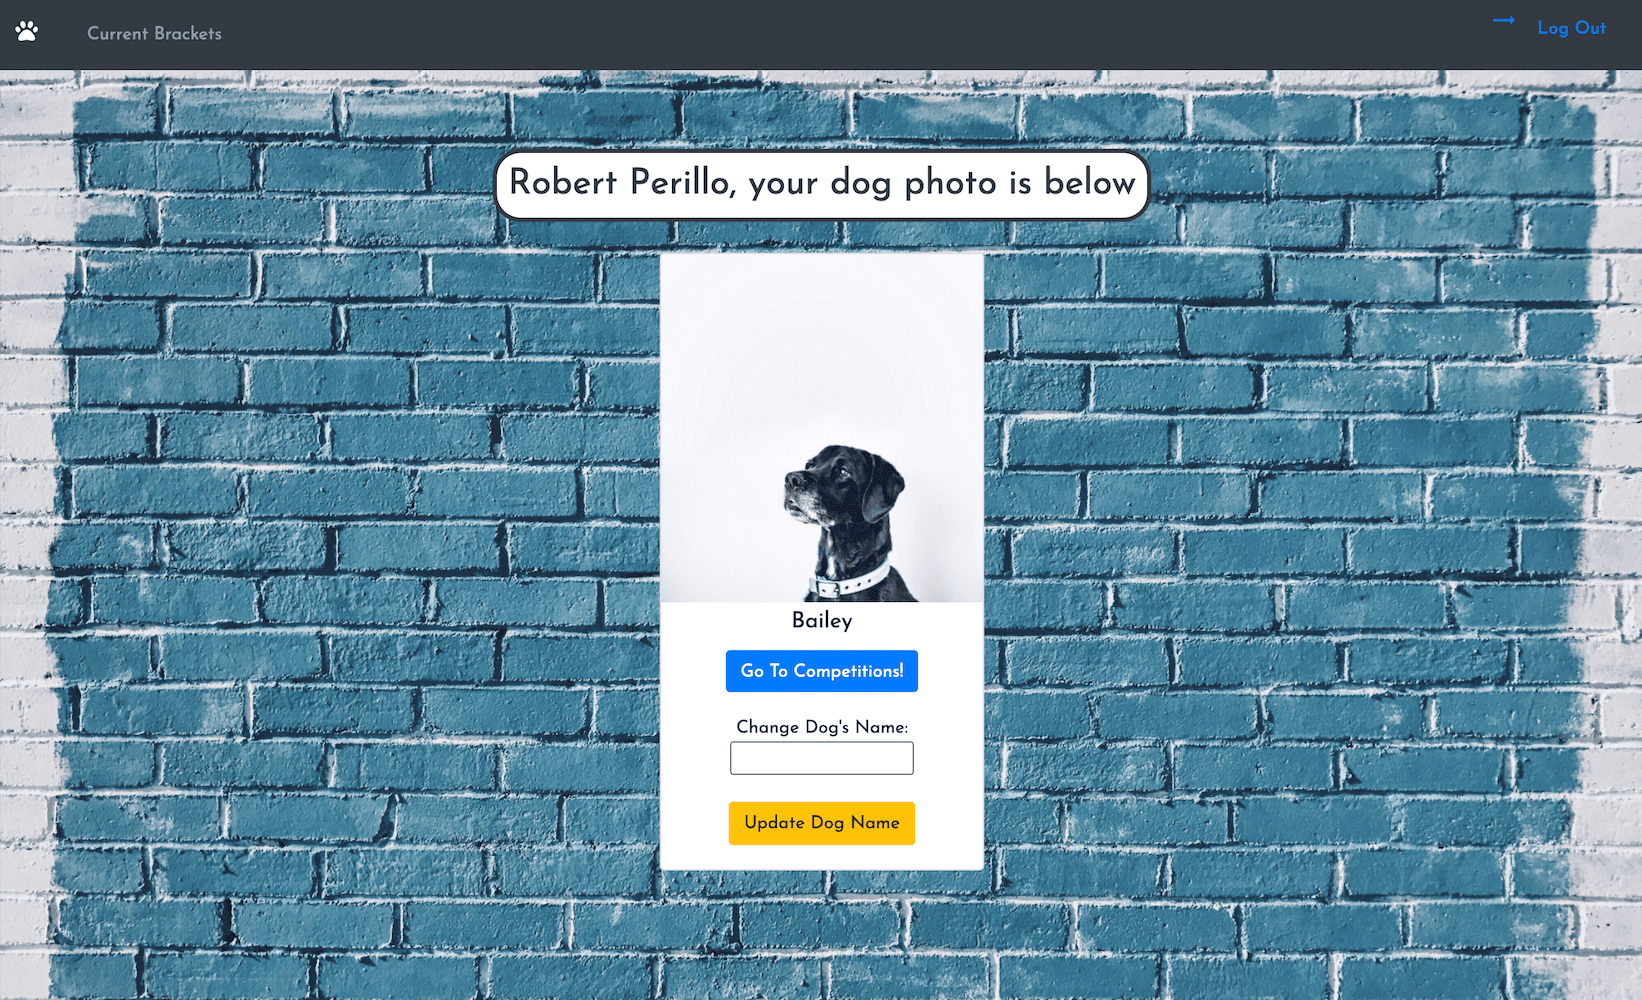 Current Brackets
Log Out
Robert Perillo, your dog photo is below
Bailey
Go To Competitions!
Change Dog's Name:
Update Dog Name